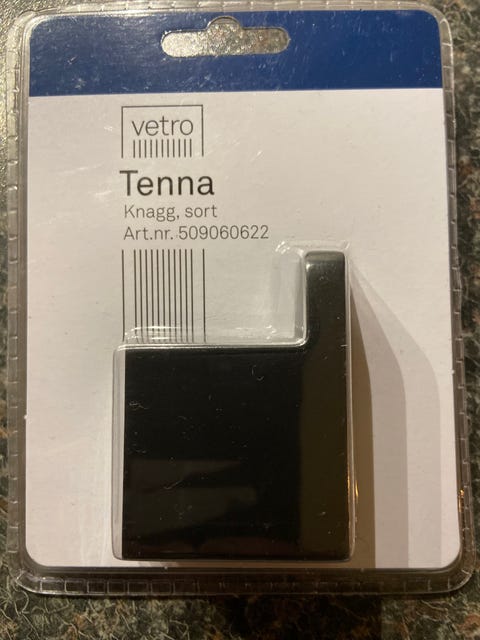 vetro
Tenna
Knagg, sort
Art.nr. 509060622